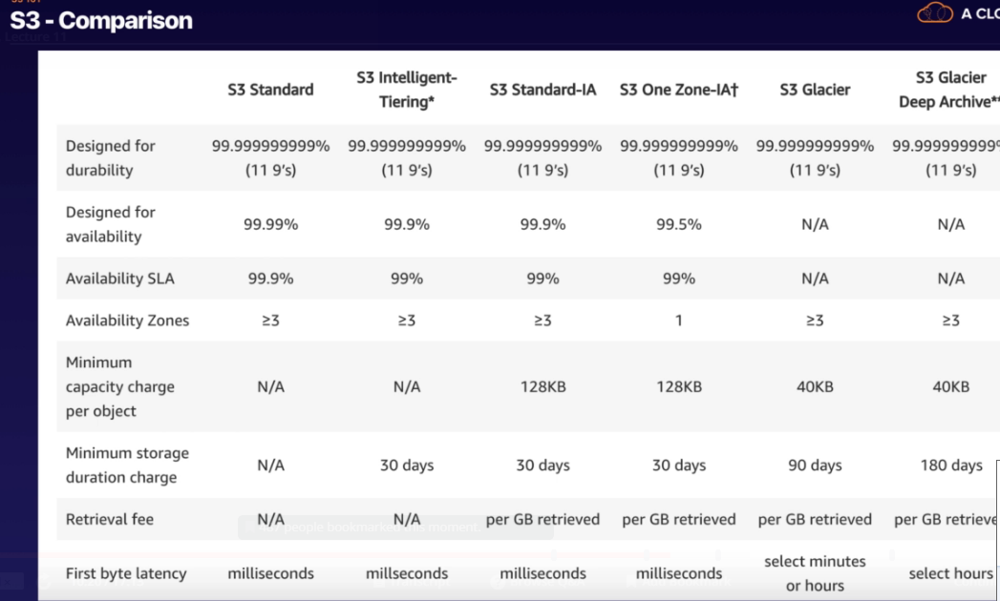 S3 - Comparison
A CLO
S3 Standard
S3 Intelligent-
Tiering*
S3 Standard-IA
S3 One Zone-IA†
S3 Glacier
S3 Glacier
Deep Archive**
Designed for
durability
99.999999999%
(11 9's)
99.999999999%
(11 9's)
99.999999999%
(11 9's)
99.999999999%
(11 9's)
99.999999999%
(11 9's)
99.999999999%
(11 9's)
Designed for
availability
99.99%
99.9%
99.9%
99.5%
N/A
N/A
Availability SLA
99.9%
99%
99%
99%
N/A
N/A
Availability Zones
≥3
≥3
≥3
1
≥3
≥3
Minimum
capacity charge
per object
N/A
N/A
128KB
128KB
40KB
40KB
Minimum storage
duration charge
N/A
30 days
30 days
30 days
90 days
180 days
Retrieval fee
N/A
N/A
people bookmarked this moment.
per GB retrieved
per GB retrieved
per GB retrieved
per GB retrieve
First byte latency
milliseconds
millseconds
milliseconds
milliseconds
select minutes
or hours
select hours